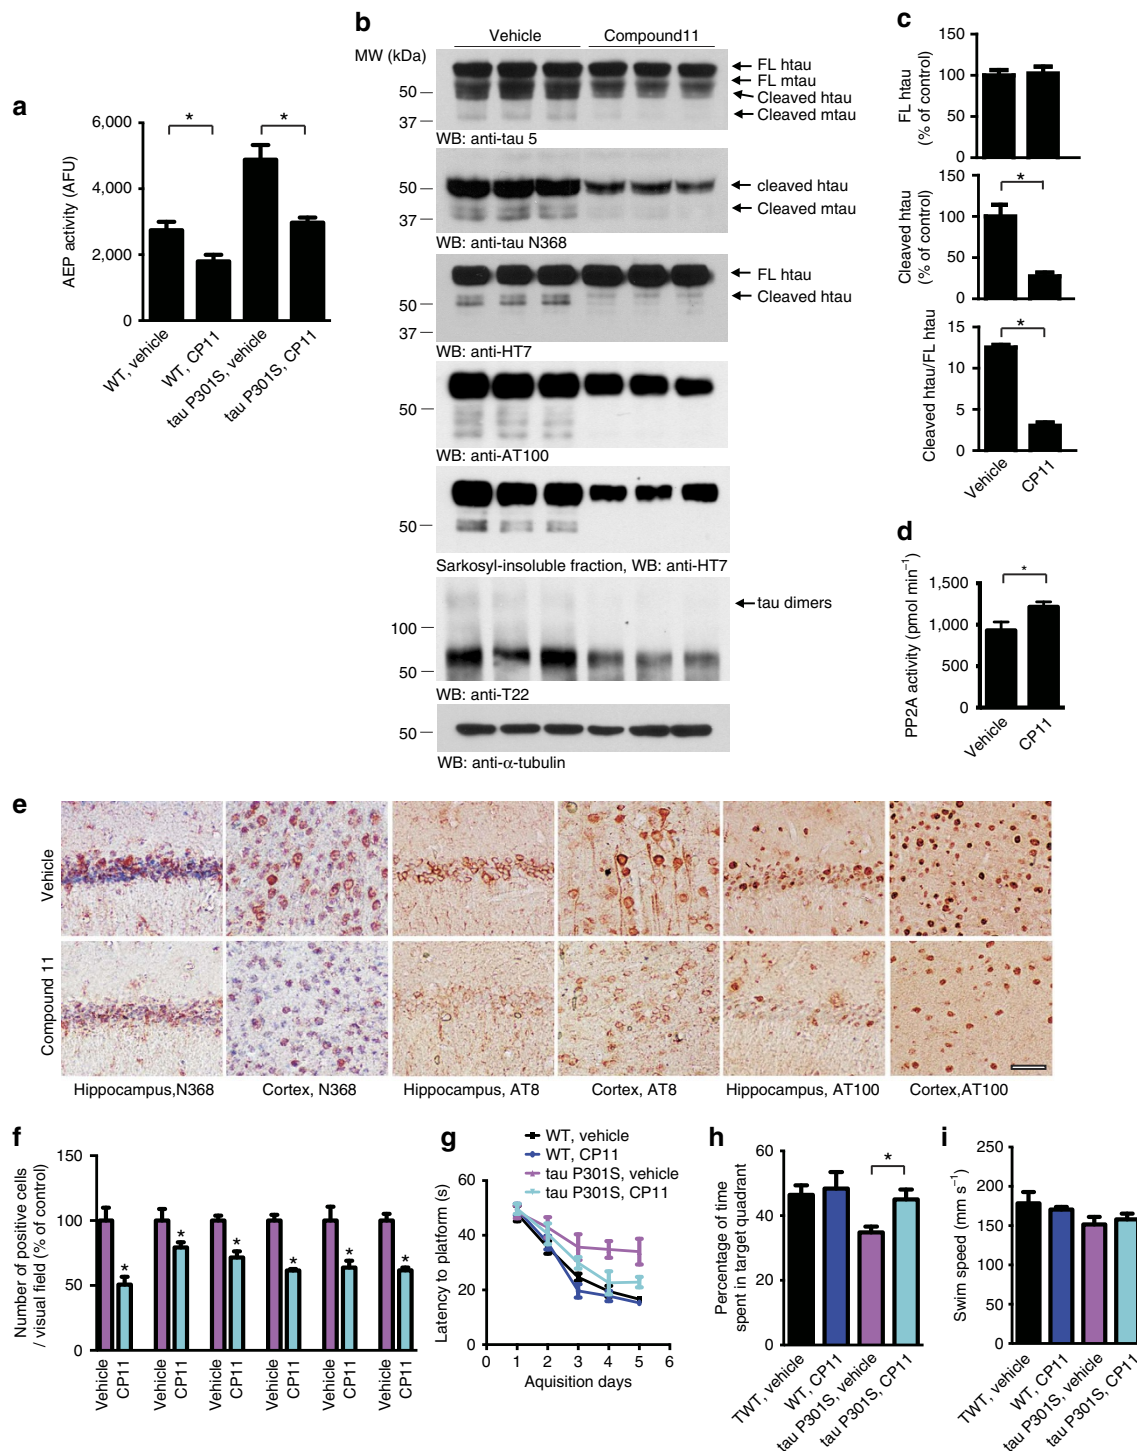 a
6,000
4,000
2,000
0
AEP activity (AFU)
*
*
WT, vehicle
WT, CP11
tau P301S, vehicle
tau P301S, CP11
b
Vehicle
Compound11
MW (kDa)
FL htau
FL mtau
50
Cleaved htau
Cleaved mtau
37
WB: anti-tau 5
50
cleaved htau
Cleaved mtau
37
WB: anti-tau N368
FL htau
Cleaved htau
50
37
WB: anti-HT7
50
WB: anti-AT100
50
Sarkosyl-insoluble fraction, WB: anti-HT7
tau dimers
100
50
WB: anti-T22
50
WB: anti-α-tubulin
c
FL htau
(% of control)
150
100
50
0
Cleaved htau
(% of control)
150
100
50
0
*
Cleaved htau/FL htau
15
10
5
0
*
Vehicle
CP11
d
PP2A activity (pmol min⁻¹)
1,500
1,000
500
0
*
Vehicle
CP11
e
Vehicle
Compound 11
Hippocampus,N368
Cortex, N368
Hippocampus, AT8
Cortex, AT8
Hippocampus, AT100
Cortex,AT100
f
Number of positive cells
/ visual field (% of control)
150
100
50
0
*
*
*
*
*
*
Vehicle
CP11
Vehicle
CP11
Vehicle
CP11
Vehicle
CP11
Vehicle
CP11
Vehicle
CP11
g
WT, vehicle
WT, CP11
tau P301S, vehicle
tau P301S, CP11
Latency to platform (s)
60
40
20
0
0
1
2
3
4
5
6
Aquisition days
h
Percentage of time
spent in target quadrant
60
40
20
0
*
TWT, vehicle
WT, CP11
tau P301S, vehicle
tau P301S, CP11
i
Swim speed (mm s⁻¹)
250
200
150
100
50
0
TWT, vehicle
WT, CP11
tau P301S, vehicle
tau P301S, CP11